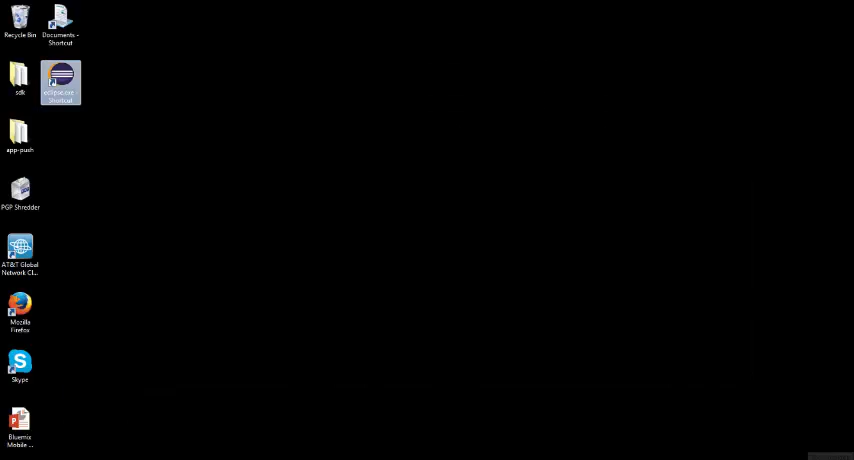 Recycle Bin
Documents -
Shortcut
sdk
eclipse.exe -
Shortcut
app-push
PGP Shredder
AT&T Global
Network Cl...
Mozilla
Firefox
Skype
Bluemix
Mobile ...